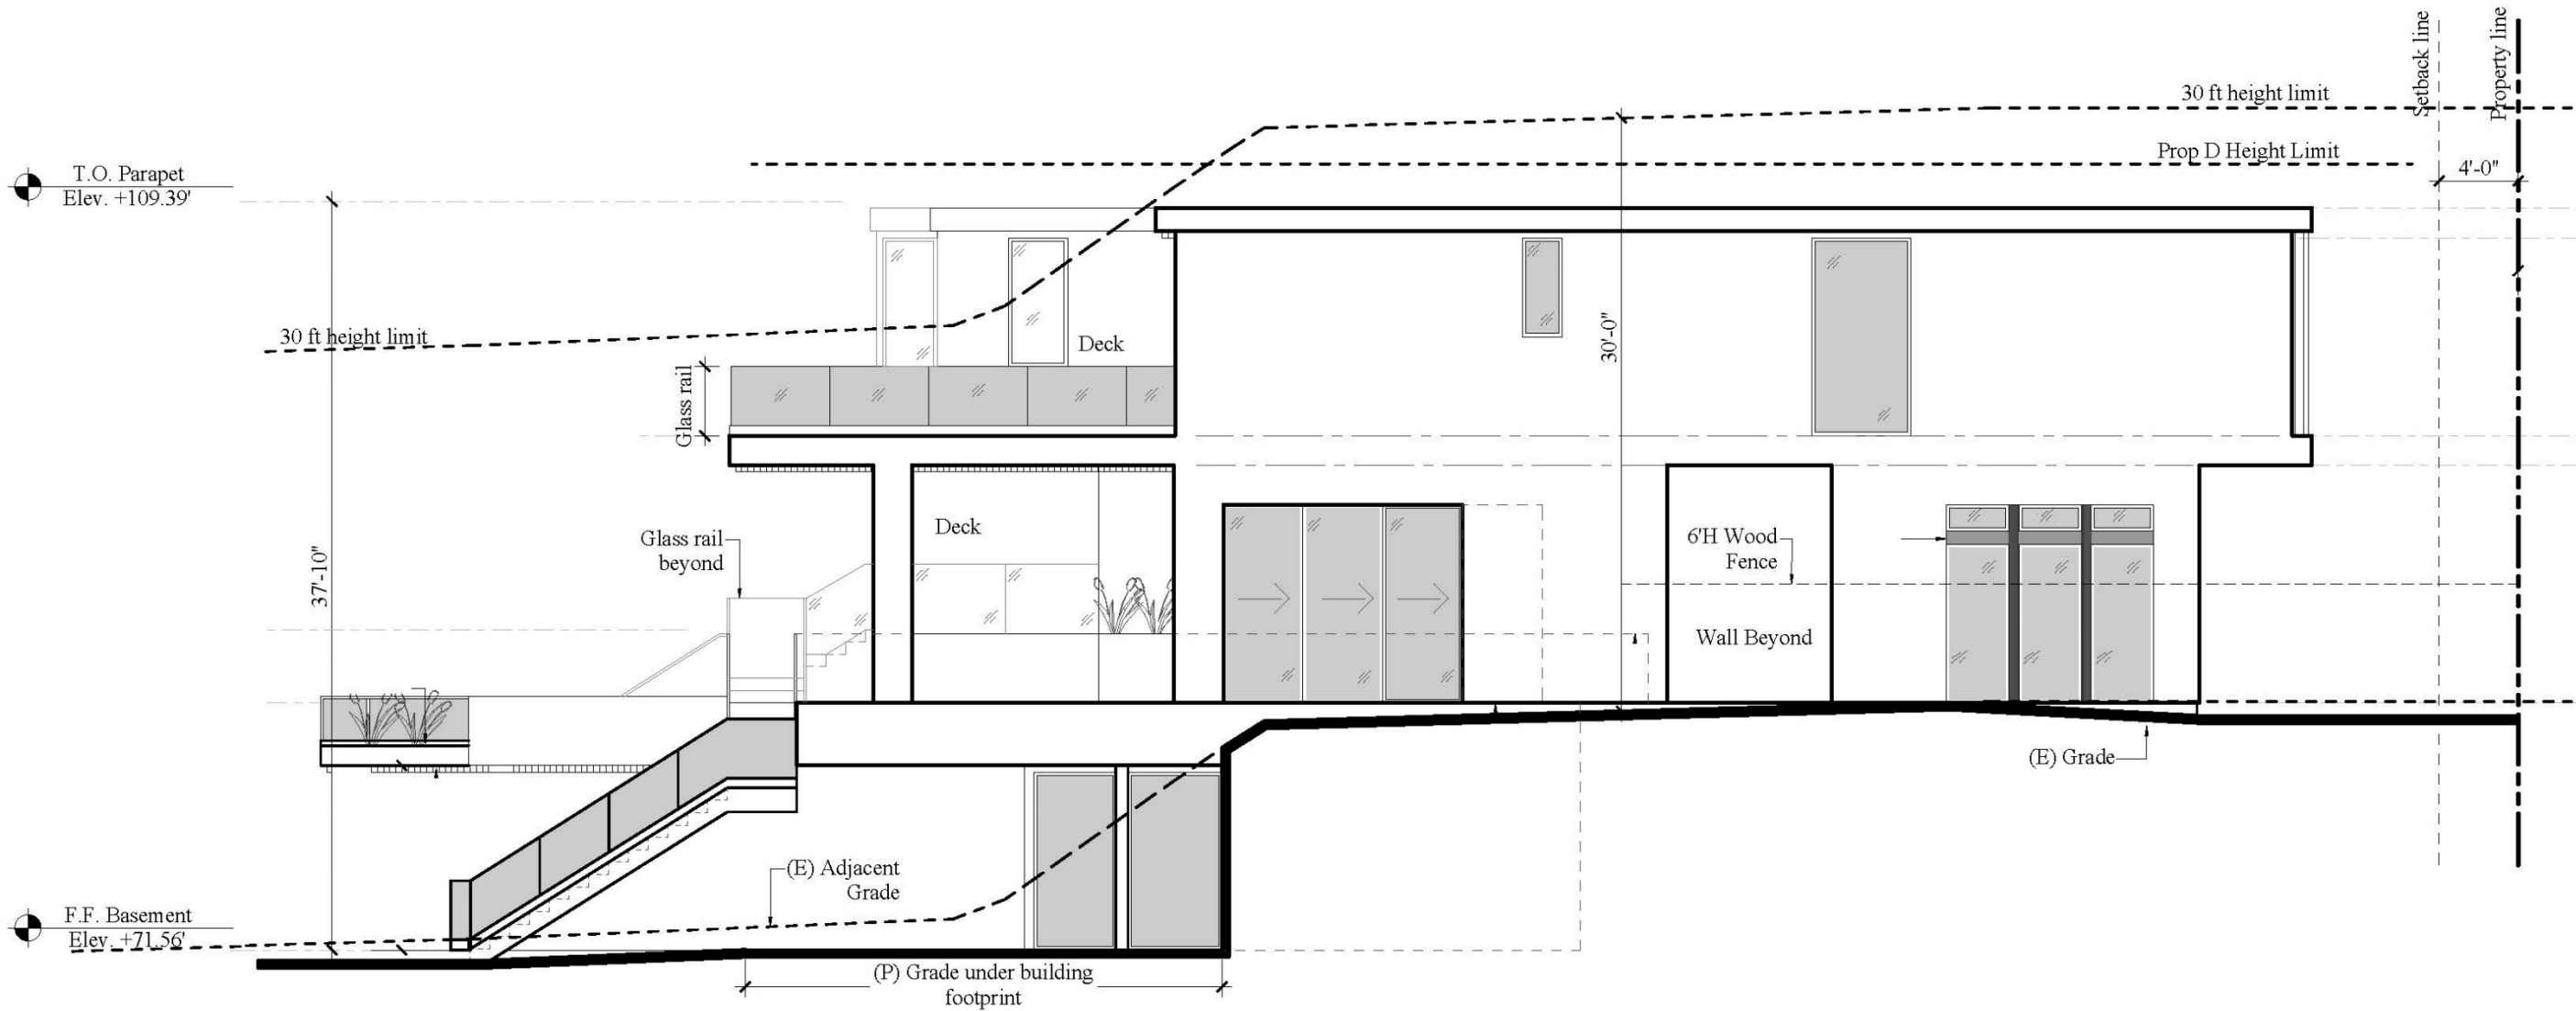 Setback line
Property line
30 ft height limit
Prop D Height Limit
4'-0"
T.O. Parapet
Elev. +109.39'
30 ft height limit
Deck
Glass rail
30'-0"
37'-10"
Glass rail
beyond
Deck
6'H Wood
Fence
Wall Beyond
(E) Grade
(E) Adjacent
Grade
F.F. Basement
Elev. +71.56'
(P) Grade under building
footprint